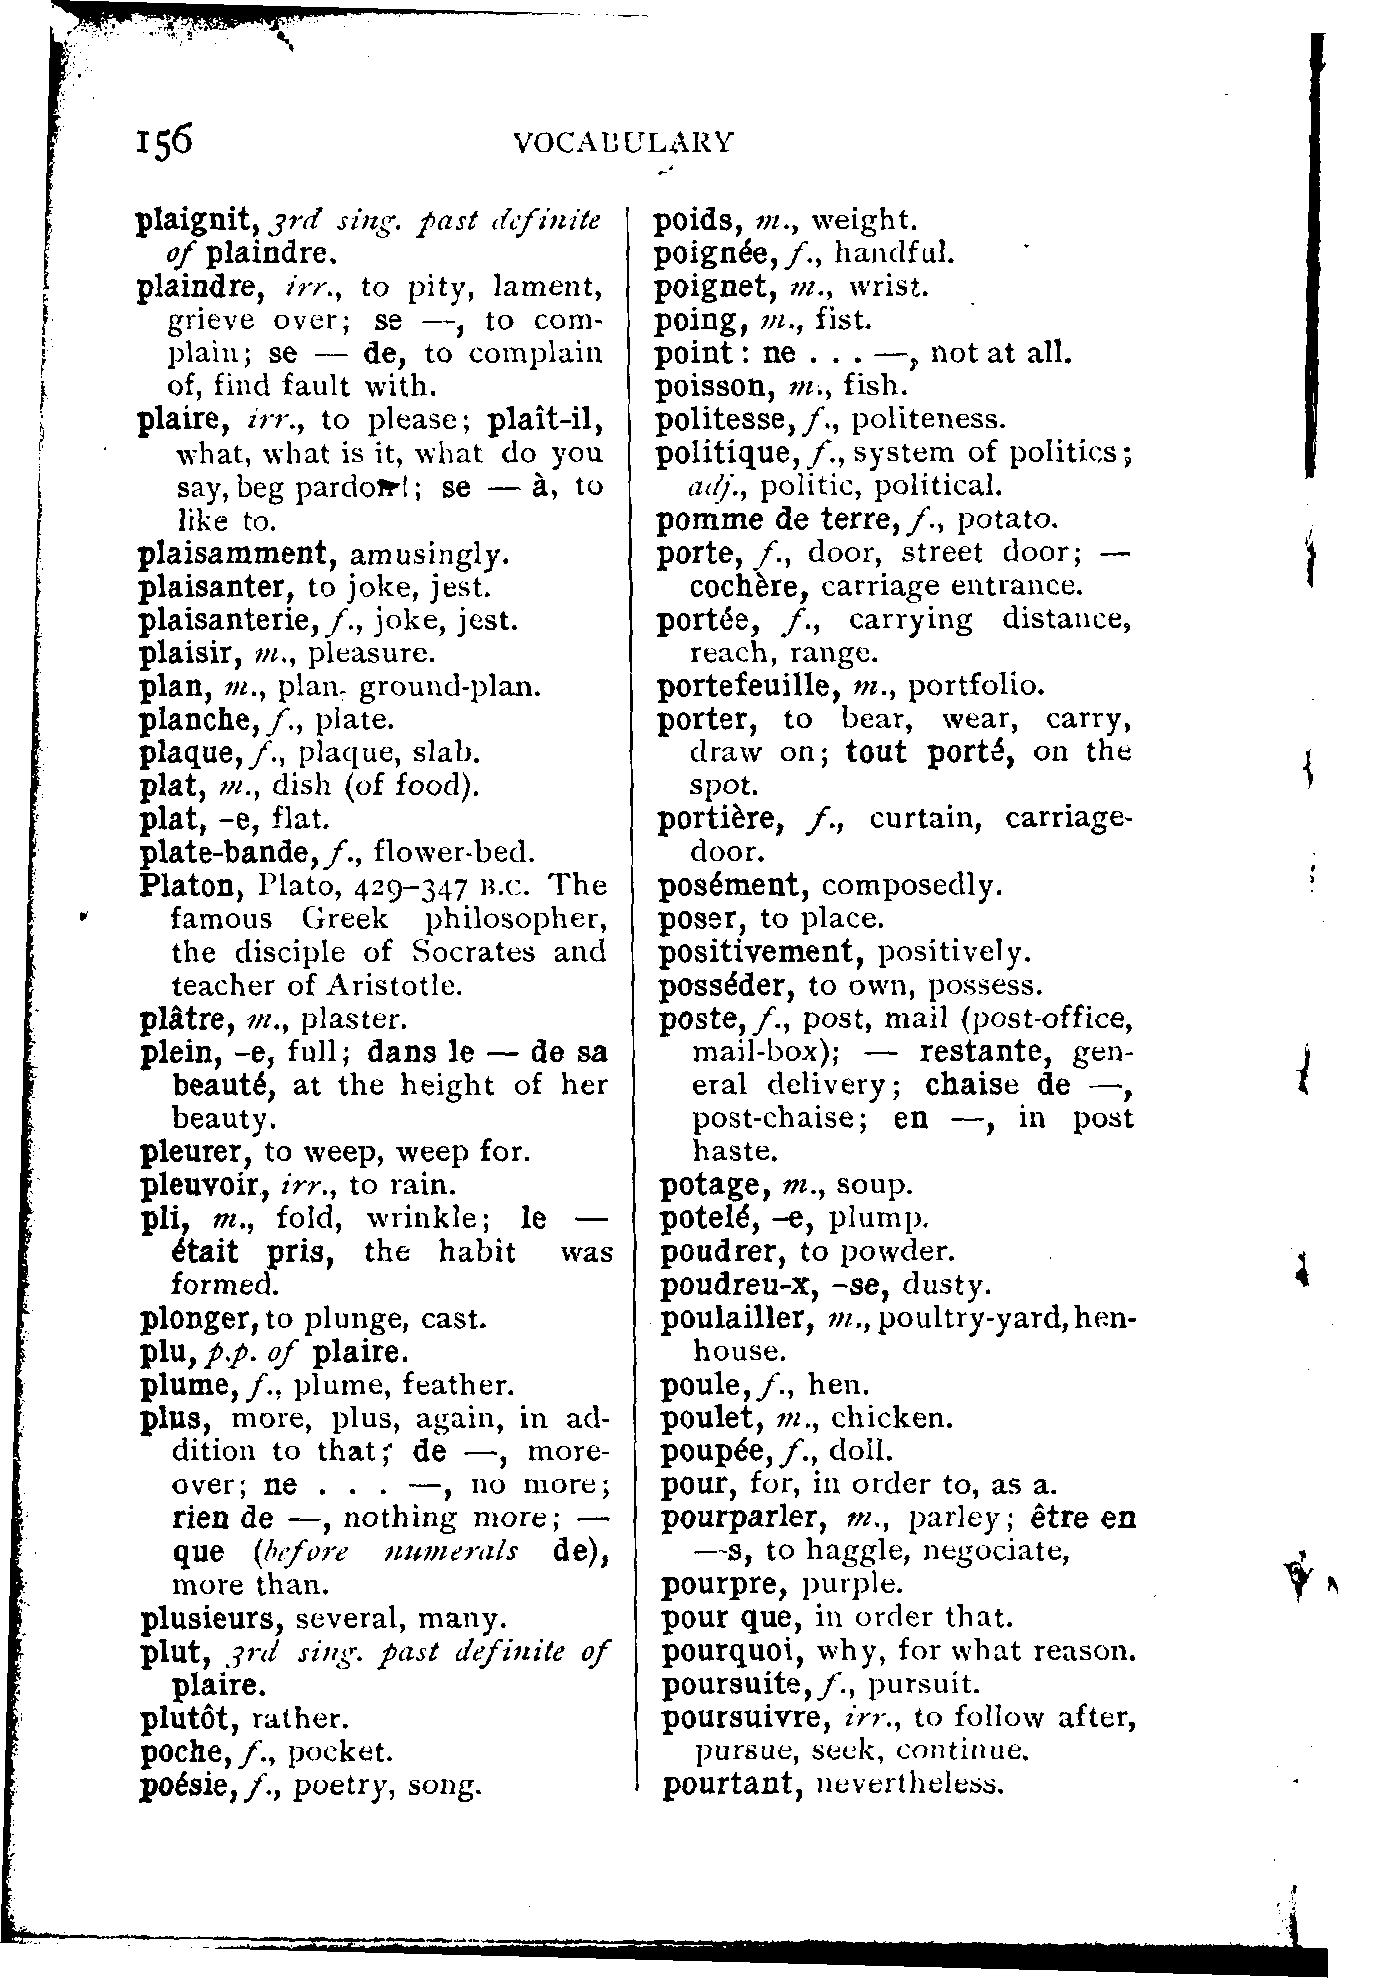 156
VOCABULARY
plaignit, 3rd sing. past definite
of plaindre.
plaindre, irr., to pity, lament,
grieve over; se —, to com-
plain; se — de, to complain
of, find fault with.
plaire, irr., to please; plaît-il,
what, what is it, what do you
say, beg pardon!; se — à, to
like to.
plaisamment, amusingly.
plaisanter, to joke, jest.
plaisanterie, f., joke, jest.
plaisir, m., pleasure.
plan, m., plan, ground-plan.
planche, f., plate.
plaque, f., plaque, slab.
plat, m., dish (of food).
plat, -e, flat.
plate-bande, f., flower-bed.
Platon, Plato, 429–347 B.C. The
famous Greek philosopher,
the disciple of Socrates and
teacher of Aristotle.
plâtre, m., plaster.
plein, -e, full; dans le — de sa
beauté, at the height of her
beauty.
pleurer, to weep, weep for.
pleuvoir, irr., to rain.
pli, m., fold, wrinkle; le —
était pris, the habit was
formed.
plonger, to plunge, cast.
plu, p.p. of plaire.
plume, f., plume, feather.
plus, more, plus, again, in ad-
dition to that; de —, more-
over; ne . . . —, no more;
rien de —, nothing more; —
que (before numerals de),
more than.
plusieurs, several, many.
plut, 3rd sing. past definite of
plaire.
plutôt, rather.
poche, f., pocket.
poésie, f., poetry, song.
poids, m., weight.
poignée, f., handful.
poignet, m., wrist.
poing, m., fist.
point: ne . . . —, not at all.
poisson, m., fish.
politesse, f., politeness.
politique, f., system of politics;
adj., politic, political.
pomme de terre, f., potato.
porte, f., door, street door; —
cochère, carriage entrance.
portée, f., carrying distance,
reach, range.
portefeuille, m., portfolio.
porter, to bear, wear, carry,
draw on; tout porté, on the
spot.
portière, f., curtain, carriage-
door.
posément, composedly.
poser, to place.
positivement, positively.
posséder, to own, possess.
poste, f., post, mail (post-office,
mail-box); — restante, gen-
eral delivery; chaise de —,
post-chaise; en —, in post
haste.
potage, m., soup.
potelé, -e, plump.
poudrer, to powder.
poudreu-x, -se, dusty.
poulailler, m., poultry-yard, hen-
house.
poule, f., hen.
poulet, m., chicken.
poupée, f., doll.
pour, for, in order to, as a.
pourparler, m., parley; être en
—s, to haggle, negociate,
pourpre, purple.
pour que, in order that.
pourquoi, why, for what reason.
poursuite, f., pursuit.
poursuivre, irr., to follow after,
pursue, seek, continue.
pourtant, nevertheless.